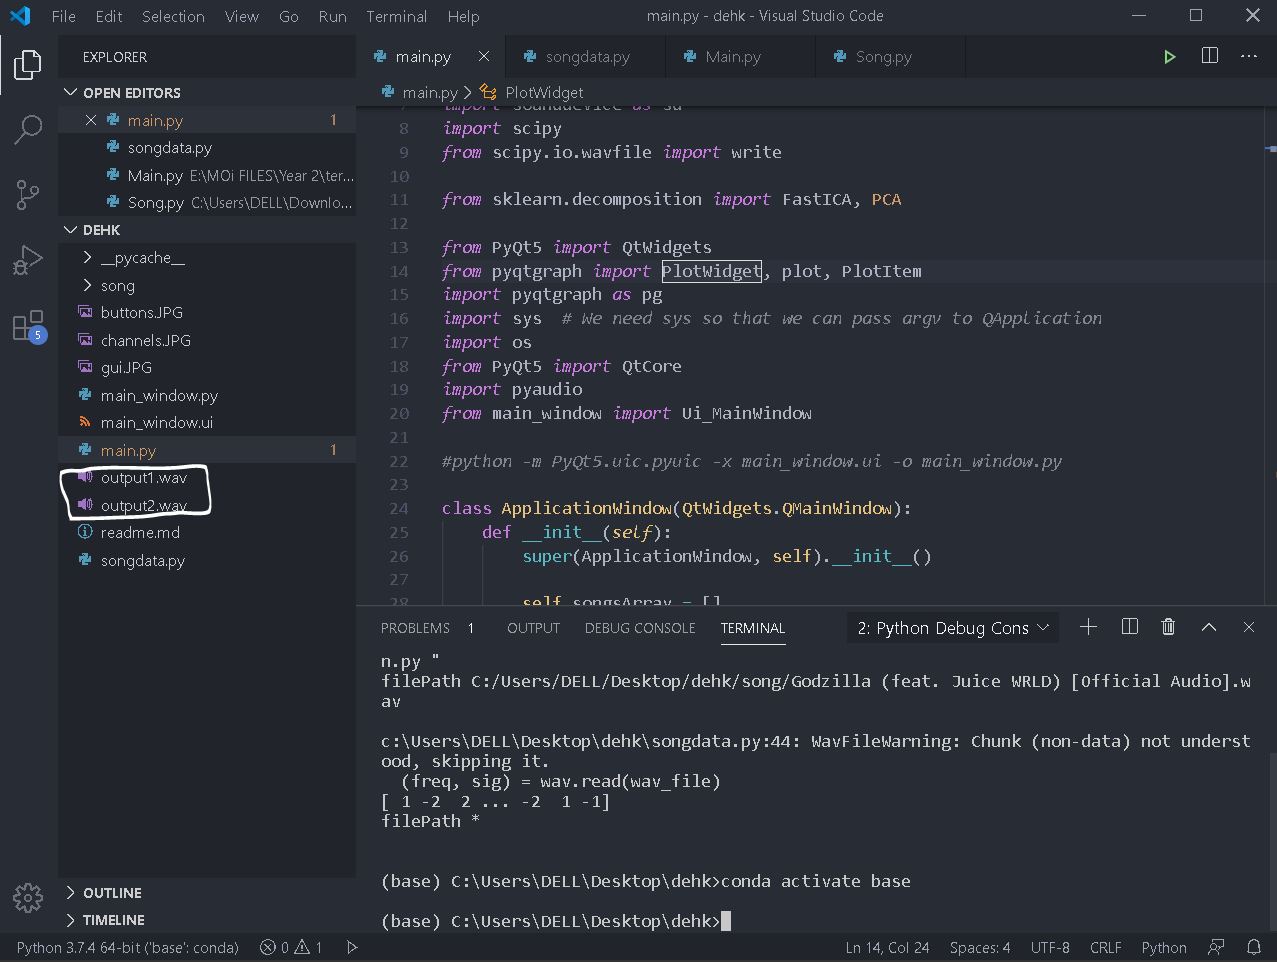 File Edit Selection View Go Run Terminal Help main.py - dehk - Visual Studio Code
EXPLORER
OPEN EDITORS
main.py 1
songdata.py
Main.py E:\MOi FILES\Year 2\ter...
Song.py C:\Users\DELL\Downlo...
DEHK
__pycache__
song
buttons.JPG
channels.JPG
gui.JPG
main_window.py
main_window.ui
main.py 1
output1.wav
output2.wav
readme.md
songdata.py
OUTLINE
TIMELINE
5
main.py songdata.py Main.py Song.py
main.py > PlotWidget
7 import sounddevice as sd
8 import scipy
9 from scipy.io.wavfile import write
10
11 from sklearn.decomposition import FastICA, PCA
12
13 from PyQt5 import QtWidgets
14 from pyqtgraph import PlotWidget, plot, PlotItem
15 import pyqtgraph as pg
16 import sys # We need sys so that we can pass argv to QApplication
17 import os
18 from PyQt5 import QtCore
19 import pyaudio
20 from main_window import Ui_MainWindow
21
22 #python -m PyQt5.uic.pyuic -x main_window.ui -o main_window.py
23
24 class ApplicationWindow(QtWidgets.QMainWindow):
25 def __init__(self):
26 super(ApplicationWindow, self).__init__()
27
28 self.songsArray = []
PROBLEMS 1 OUTPUT DEBUG CONSOLE TERMINAL 2: Python Debug Cons
n.py "
filePath C:/Users/DELL/Desktop/dehk/song/Godzilla (feat. Juice WRLD) [Official Audio].w
av
c:\Users\DELL\Desktop\dehk\songdata.py:44: WavFileWarning: Chunk (non-data) not underst
ood, skipping it.
(freq, sig) = wav.read(wav_file)
[ 1 -2 2 ... -2 1 -1]
filePath *
(base) C:\Users\DELL\Desktop\dehk>conda activate base
(base) C:\Users\DELL\Desktop\dehk>
Python 3.7.4 64-bit ('base': conda) 0 1 Ln 14, Col 24 Spaces: 4 UTF-8 CRLF Python